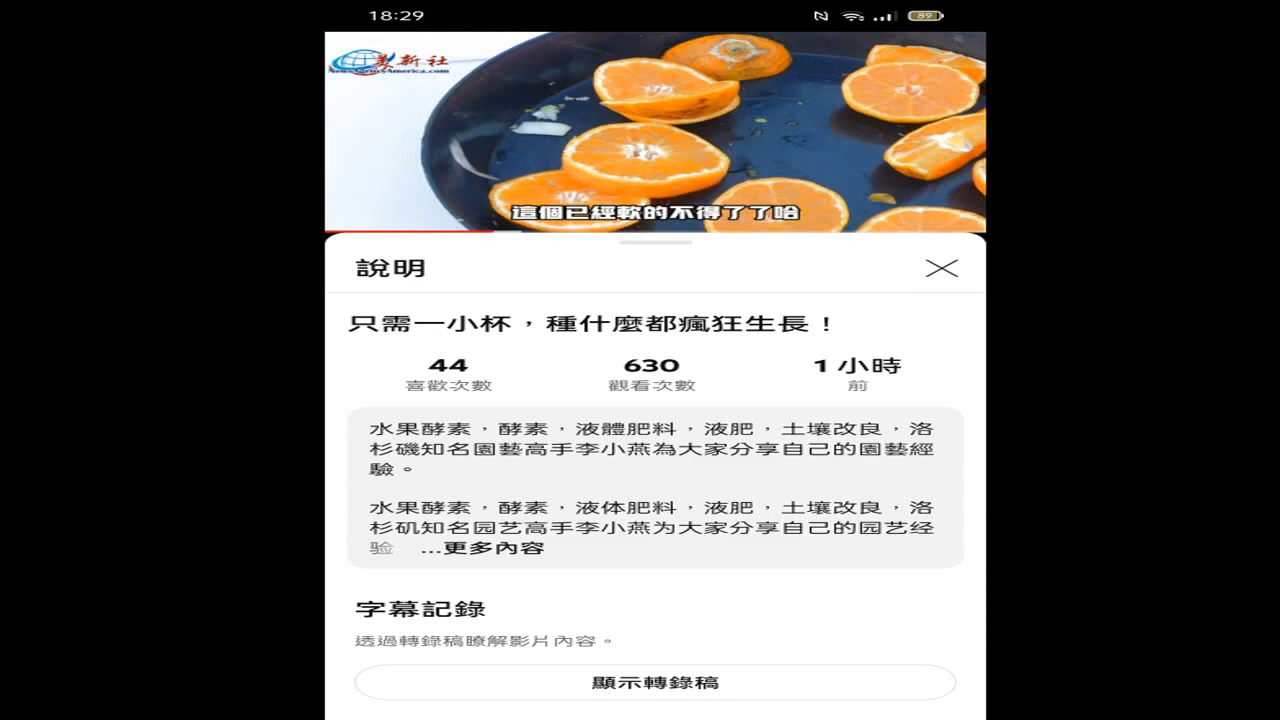 18:29
89
美新社
NewsAgencyAmerica.com
這個已經軟的不得了了哈
說明
只需一小杯，種什麼都瘋狂生長！
44 630 1 小時
喜歡次數 觀看次數 前
水果酵素，酵素，液體肥料，液肥，土壤改良，洛
杉磯知名園藝高手李小燕為大家分享自己的園藝經
驗。
水果酵素，酵素，液体肥料，液肥，土壤改良，洛
杉矶知名园艺高手李小燕为大家分享自己的园艺经
验 ...更多內容
字幕記錄
透過轉錄稿瞭解影片內容。
顯示轉錄稿